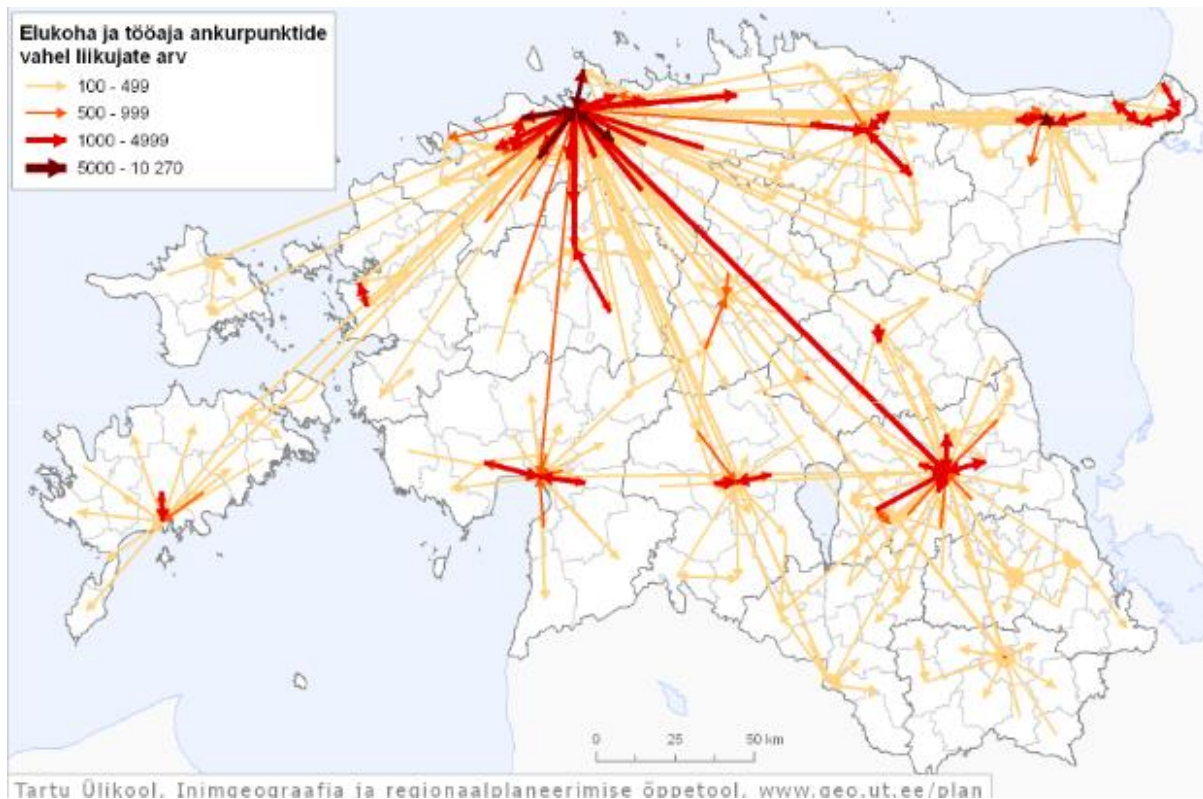 Elukoha ja tööaja ankurpunktide
vahel liikujate arv
100 - 499
500 - 999
1000 - 4999
5000 - 10 270
0 25 50 km
Tartu Ülikool, Inimgeograafia ja regionaalplaneerimise õppetool, www.geo.ut.ee/plan